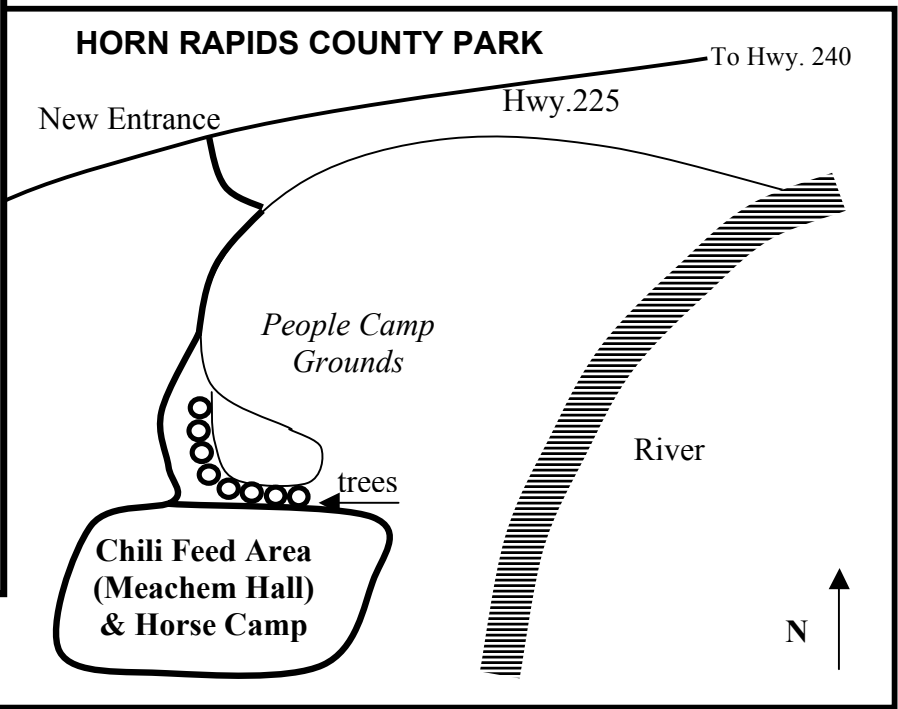 HORN RAPIDS COUNTY PARK
To Hwy. 240
Hwy.225
New Entrance
People Camp
Grounds
River
trees
Chili Feed Area
(Meachem Hall)
& Horse Camp
N